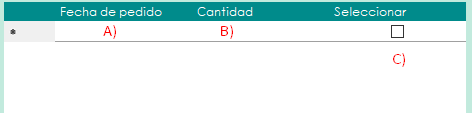 Fecha de pedido Cantidad Seleccionar
* A) B)
C)